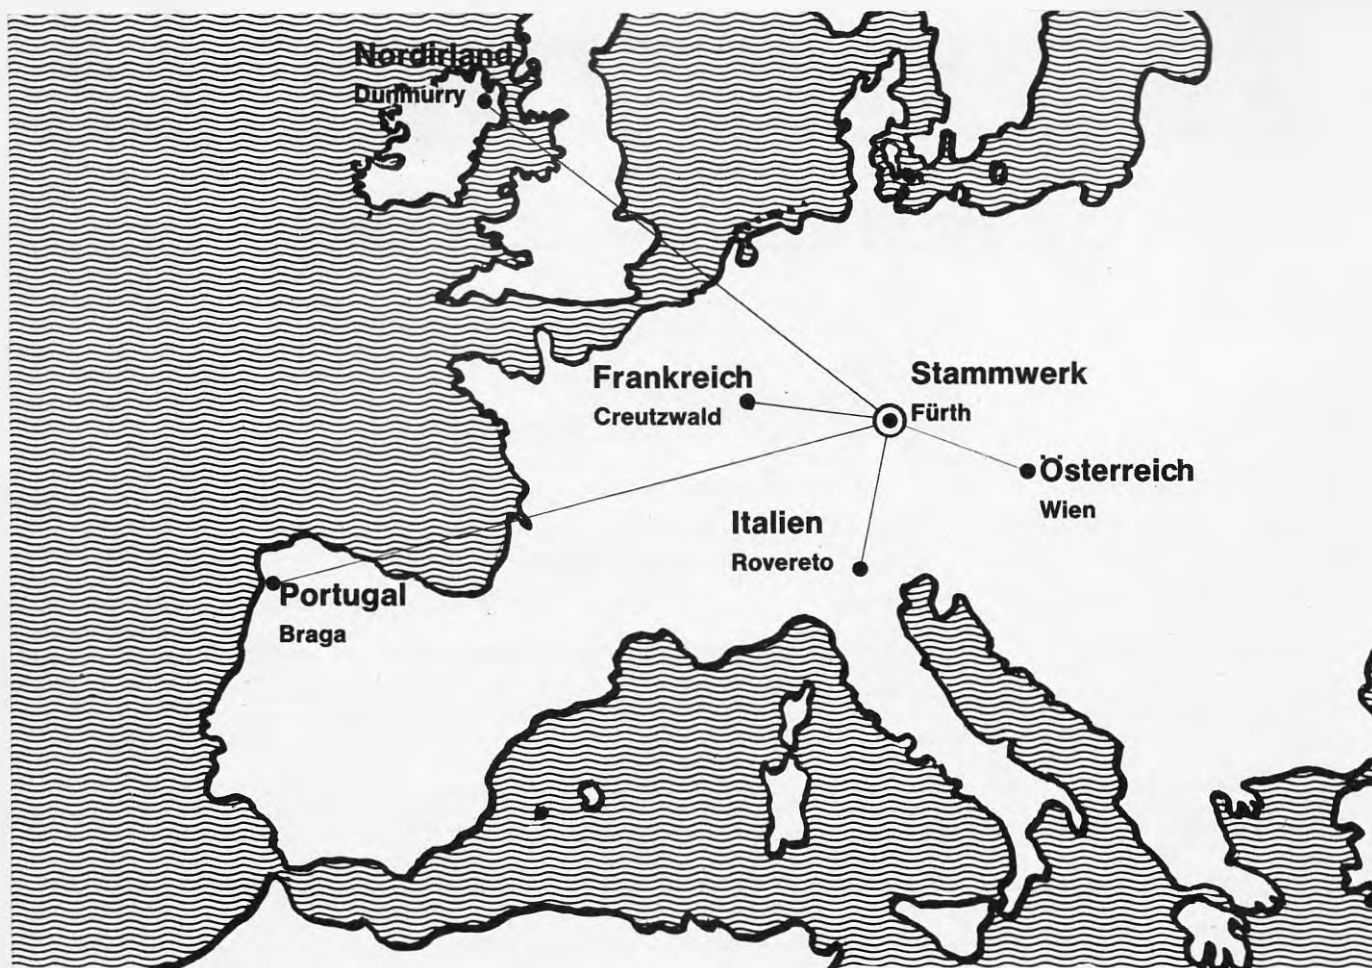 Nordirland
Dunmurry
Frankreich
Creutzwald
Stammwerk
Fürth
Österreich
Wien
Italien
Rovereto
Portugal
Braga